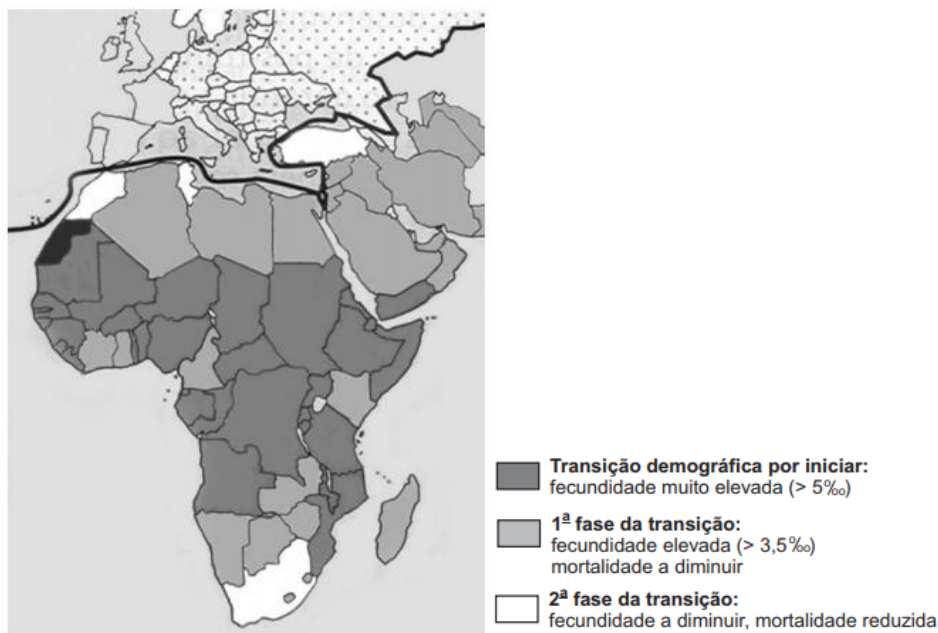 Transição demográfica por iniciar:
fecundidade muito elevada (> 5‰)
1ª fase da transição:
fecundidade elevada (> 3,5‰)
mortalidade a diminuir
2ª fase da transição:
fecundidade a diminuir, mortalidade reduzida